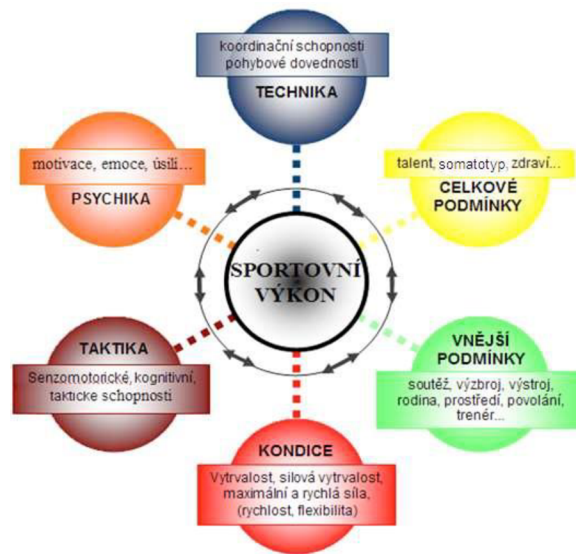 koordinační schopnosti
pohybové dovednosti
TECHNIKA
motivace, emoce, úsilí...
PSYCHIKA
talent, somatotyp, zdraví...
CELKOVÉ
PODMÍNKY
SPORTOVNÍ
VÝKON
TAKTIKA
Senzomotorické, kognitivní,
taktické schopnosti
VNĚJŠÍ
PODMÍNKY
soutěž, výzbroj, výstroj,
rodina, prostředí, povolání,
trenér...
KONDICE
Vytrvalost, silová vytrvalost,
maximální a rychlá síla,
(rychlost, flexibilita)